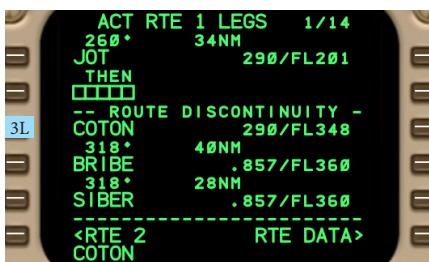 ACT RTE 1 LEGS 1/14
260° 34NM
JOT 290/FL201
THEN
□□□□□
-- ROUTE DISCONTINUITY -
3L
COTON 290/FL348
318° 40NM
BRIBE .857/FL360
318° 28NM
SIBER .857/FL360
--------------------------
<RTE 2 RTE DATA>
COTON